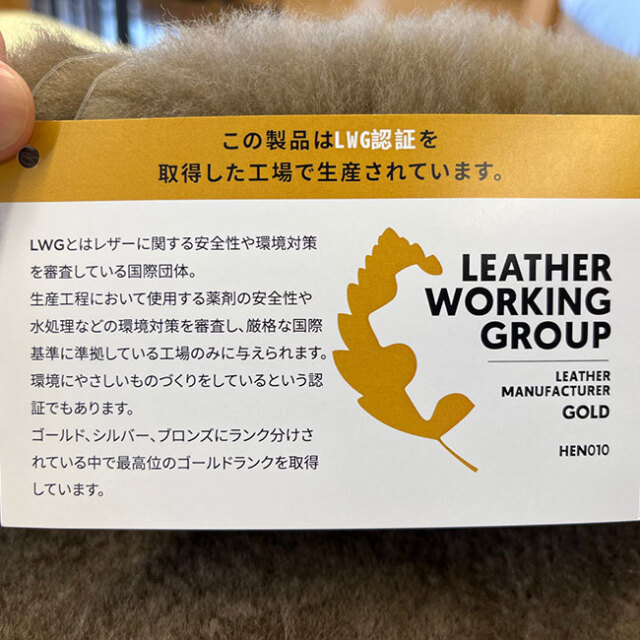 この製品はLWG認証を
取得した工場で生産されています。
LWGとはレザーに関する安全性や環境対策
を審査している国際団体。
生産工程において使用する薬剤の安全性や
水処理などの環境対策を審査し、厳格な国際
基準に準拠している工場のみに与えられます。
環境にやさしいものづくりをしているという認
証でもあります。
ゴールド、シルバー、ブロンズにランク分けさ
れている中で最高位のゴールドランクを取得
しています。
LEATHER
WORKING
GROUP
LEATHER
MANUFACTURER
GOLD
HEN010